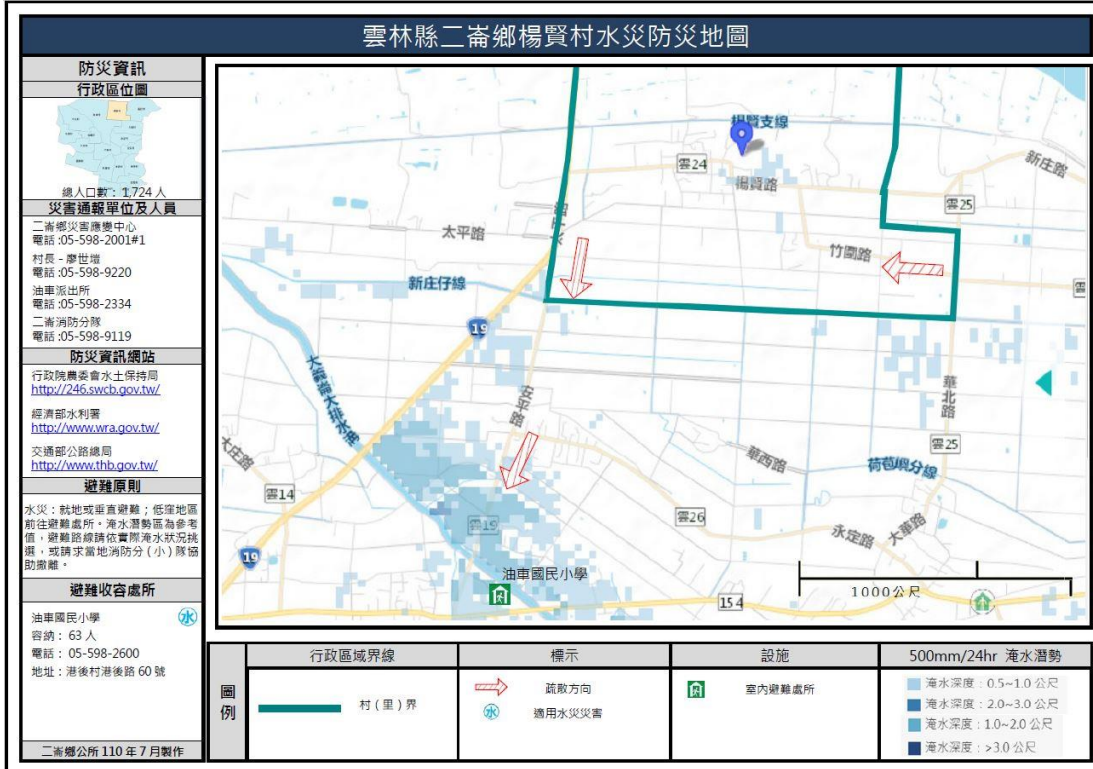 雲林縣二崙鄉楊賢村水災防災地圖
防災資訊
行政區位圖
總人口數：1,724 人
災害通報單位及人員
二崙鄉災害應變中心
電話:05-598-2001#1
村長 - 廖世瑄
電話:05-598-9220
油車派出所
電話:05-598-2334
二崙消防分隊
電話:05-598-9119
防災資訊網站
行政院農委會水土保持局
http://246.swcb.gov.tw/
經濟部水利署
http://www.wra.gov.tw/
交通部公路總局
http://www.thb.gov.tw/
避難原則
水災：就地或垂直避難；低窪地區
前往避難處所。淹水潛勢區為參考
值，避難路線請依實際淹水狀況挑
選，或請求當地消防分(小)隊協
助撤離。
避難收容處所
油車國民小學
水
容納：63 人
電話：05-598-2600
地址：港後村港後路 60 號
二崙鄉公所 110 年 7 月製作
楊賢支線
雲24
楊賢路
新庄路
雲25
太平路
太平路
竹圍路
新庄仔線
雲
19
大義崙大排水溝
安平路
華北路
大庄路
雲14
華西路
雲25
荷苞嶼分線
雲19
雲26
永定路
大華路
19
油車國民小學
154
1000公尺
圖例
行政區域界線
標示
設施
500mm/24hr 淹水潛勢
村(里)界
疏散方向
水
適用水災災害
室內避難處所
淹水深度：0.5~1.0 公尺
淹水深度：2.0~3.0 公尺
淹水深度：1.0~2.0 公尺
淹水深度：>3.0 公尺